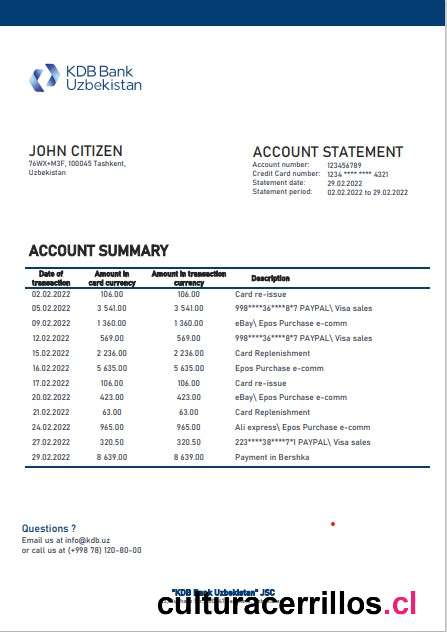 KDB Bank
Uzbekistan
JOHN CITIZEN
76WX+M3F, 100045 Tashkent,
Uzbekistan
ACCOUNT STATEMENT
Account number: 123456789
Credit Card number: 1234 **** **** 4321
Statement date: 29.02.2022
Statement period: 02.02.2022 to 29.02.2022
ACCOUNT SUMMARY
Date of transaction Amount in card currency Amount in transaction currency Description
02.02.2022 106.00 106.00 Card re-issue
05.02.2022 3 541.00 3 541.00 998****36****8*7 PAYPAL\ Visa sales
09.02.2022 1 360.00 1 360.00 eBay\ Epos Purchase e-comm
12.02.2022 569.00 569.00 998****36****8*7 PAYPAL\ Visa sales
15.02.2022 2 236.00 2 236.00 Card Replenishment
16.02.2022 5 635.00 5 635.00 Epos Purchase e-comm
17.02.2022 106.00 106.00 Card re-issue
20.02.2022 423.00 423.00 eBay\ Epos Purchase e-comm
21.02.2022 63.00 63.00 Card Replenishment
24.02.2022 965.00 965.00 Ali express\ Epos Purchase e-comm
27.02.2022 320.50 320.50 223****38****7*1 PAYPAL\ Visa sales
29.02.2022 8 639.00 8 639.00 Payment in Bershka
Questions ?
Email us at info@kdb.uz
or call us at (+998 78) 120-80-00
"KDB Bank Uzbekistan" JSC
culturacerrillos.cl